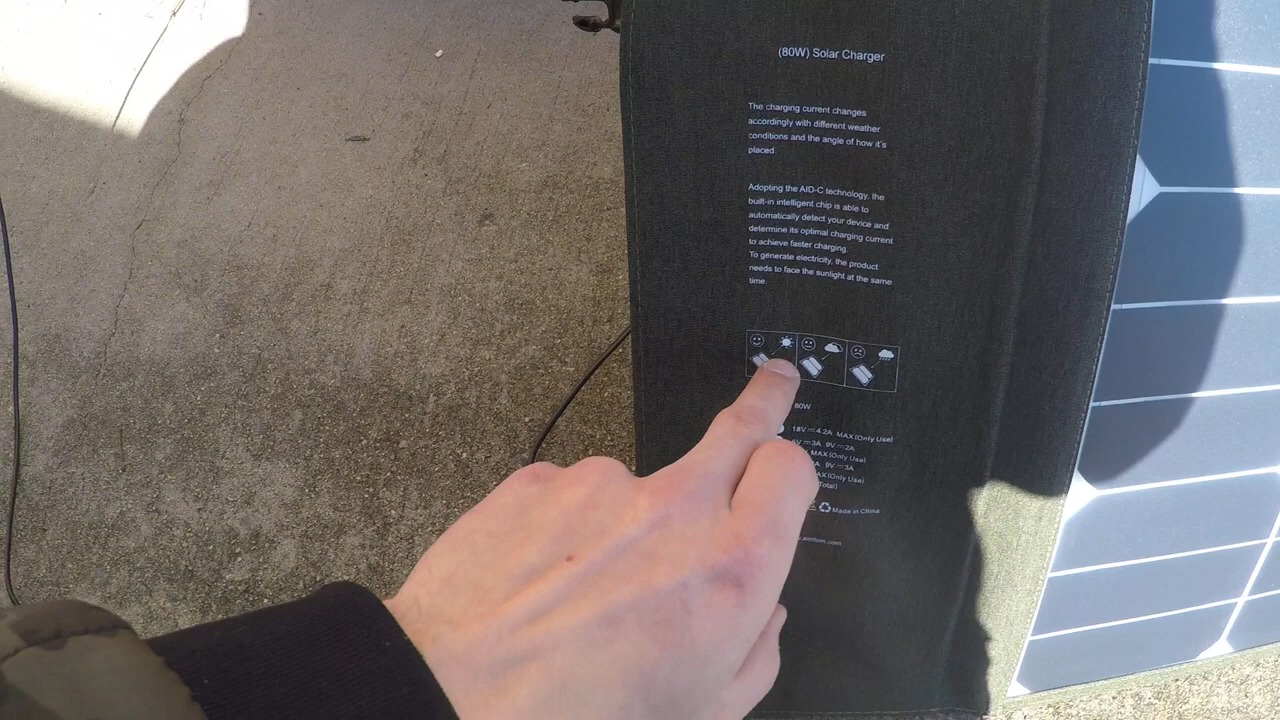 (80W) Solar Charger
The charging current changes
accordingly with different weather
conditions and the angle of how it's
placed.
Adopting the AID-C technology, the
built-in intelligent chip is able to
automatically detect your device and
determine its optimal charging current
to achieve faster charging.
To generate electricity, the product
needs to face the sunlight at the same
time.
80W
18V⎓4.2A MAX(Only Use)
5V⎓3A 9V⎓2A
MAX(Only Use)
9V⎓3A
(Only Use)
Total)
Made in China